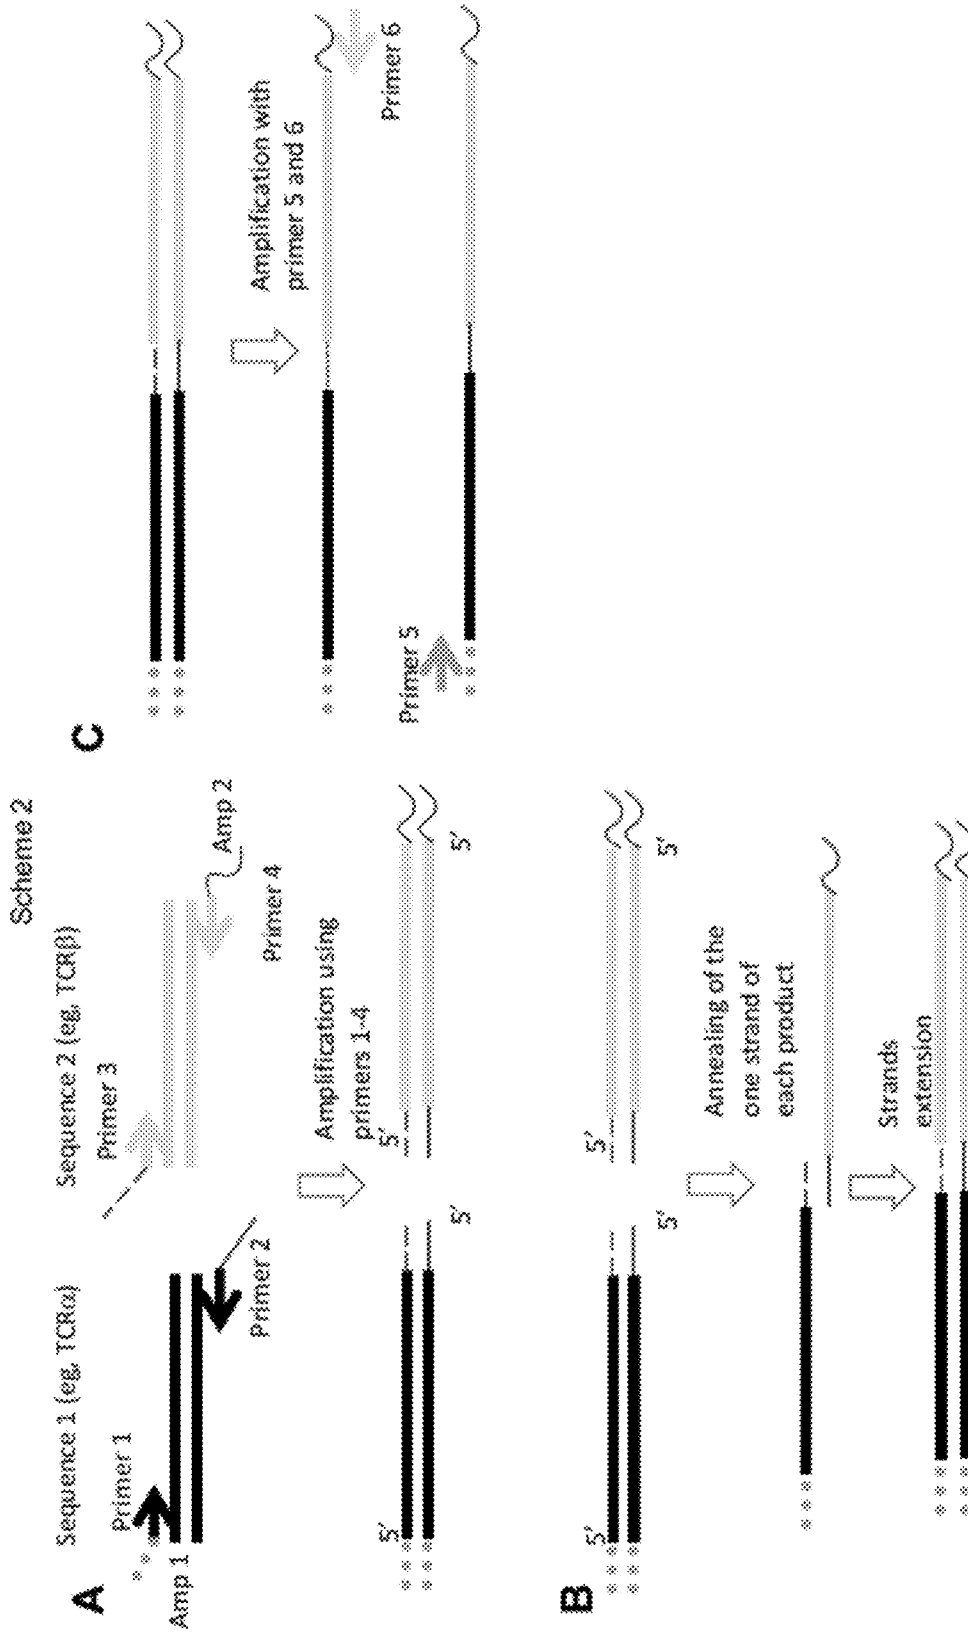 Scheme 2
A
Sequence 1 (eg, TCRα)
Sequence 2 (eg, TCRβ)
Primer 1
Primer 3
Amp 1
Amp 2
Primer 2
Primer 4
Amplification using
primers 1-4
5'
5'
5'
5'
B
5'
5'
5'
5'
Annealing of the
one strand of
each product
Strands
extension
C
Amplification with
primer 5 and 6
Primer 6
Primer 5